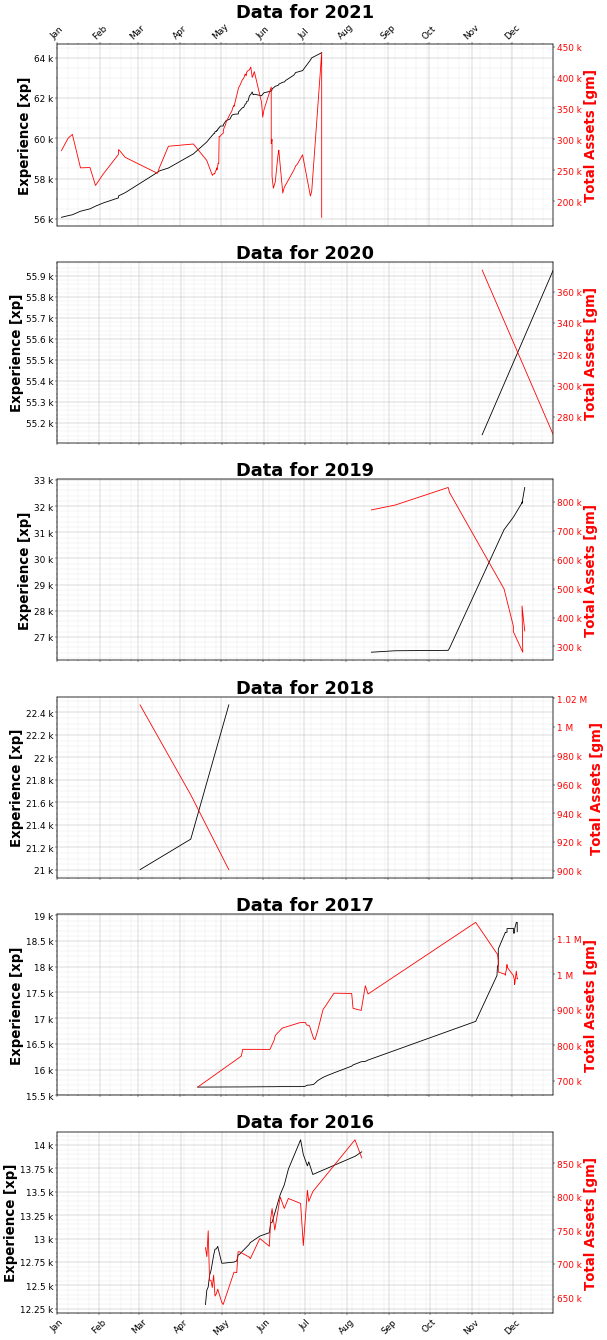 Data for 2021
Jan Feb Mar Apr May Jun Jul Aug Sep Oct Nov Dec
Experience [xp]
64 k
62 k
60 k
58 k
56 k
450 k
400 k
350 k
300 k
250 k
200 k
Total Assets [gm]
Data for 2020
Experience [xp]
55.9 k
55.8 k
55.7 k
55.6 k
55.5 k
55.4 k
55.3 k
55.2 k
360 k
340 k
320 k
300 k
280 k
Total Assets [gm]
Data for 2019
Experience [xp]
33 k
32 k
31 k
30 k
29 k
28 k
27 k
800 k
700 k
600 k
500 k
400 k
300 k
Total Assets [gm]
Data for 2018
Experience [xp]
22.4 k
22.2 k
22 k
21.8 k
21.6 k
21.4 k
21.2 k
21 k
1.02 M
1 M
980 k
960 k
940 k
920 k
900 k
Total Assets [gm]
Data for 2017
Experience [xp]
19 k
18.5 k
18 k
17.5 k
17 k
16.5 k
16 k
15.5 k
1.1 M
1 M
900 k
800 k
700 k
Total Assets [gm]
Data for 2016
Experience [xp]
14 k
13.75 k
13.5 k
13.25 k
13 k
12.75 k
12.5 k
12.25 k
850 k
800 k
750 k
700 k
650 k
Total Assets [gm]
Jan Feb Mar Apr May Jun Jul Aug Sep Oct Nov Dec